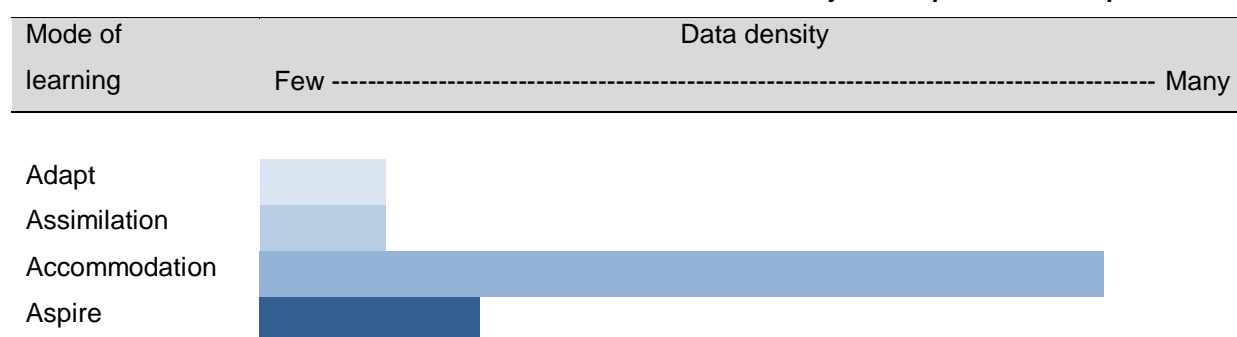 Mode of learning
Data density
Few ------------------------------------------------------------------------------------------- Many
Adapt
Assimilation
Accommodation
Aspire